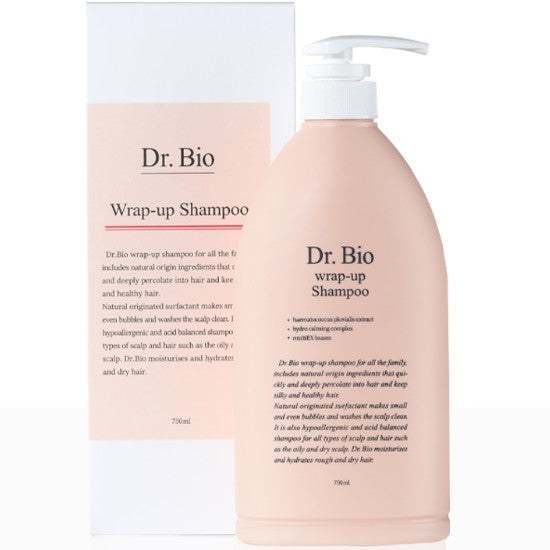 Dr. Bio
Wrap-up Shampoo
Dr.Bio wrap-up shampoo for all the fa
includes natural origin ingredients that q
and deeply percolate into hair and keep
and healthy hair.
Natural originated surfactant makes sm
even bubbles and washes the scalp clean. I
hypoallergenic and acid balanced shampoo
types of scalp and hair such as the oily a
scalp. Dr.Bio moisturises and hydrates
and dry hair.
750ml
Dr. Bio
wrap-up
Shampoo
haematococcus pluvialis extract
hydro calming complex
Dr.Bio wrap-up shampoo for all the family,
includes natural origin ingredients that qui-
ckly and deeply percolate into hair and keep
silky and healthy hair.
Natural originated surfactant makes small
and even bubbles and washes the scalp clean.
It is also hypoallergenic and acid balanced
shampoo for all types of scalp and hair such
as the oily and dry scalp. Dr. Bio moisturises
and hydrates rough and dry hair.
750ml